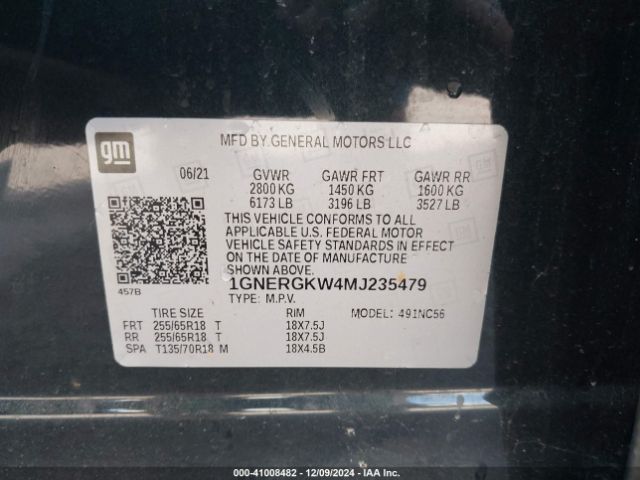 gm
MFD BY GENERAL MOTORS LLC
06/21 GVWR GAWR FRT GAWR RR
2800 KG 1450 KG 1600 KG
6173 LB 3196 LB 3527 LB
THIS VEHICLE CONFORMS TO ALL
APPLICABLE U.S. FEDERAL MOTOR
VEHICLE SAFETY STANDARDS IN EFFECT
ON THE DATE OF MANUFACTURE
SHOWN ABOVE.
457B
1GNERGKW4MJ235479
TYPE: M.P.V.
TIRE SIZE RIM MODEL: 491NC56
FRT 255/65R18 T 18X7.5J
RR 255/65R18 T 18X7.5J
SPA T135/70R18 M 18X4.5B
000-41008482 - 12/09/2024 - IAA